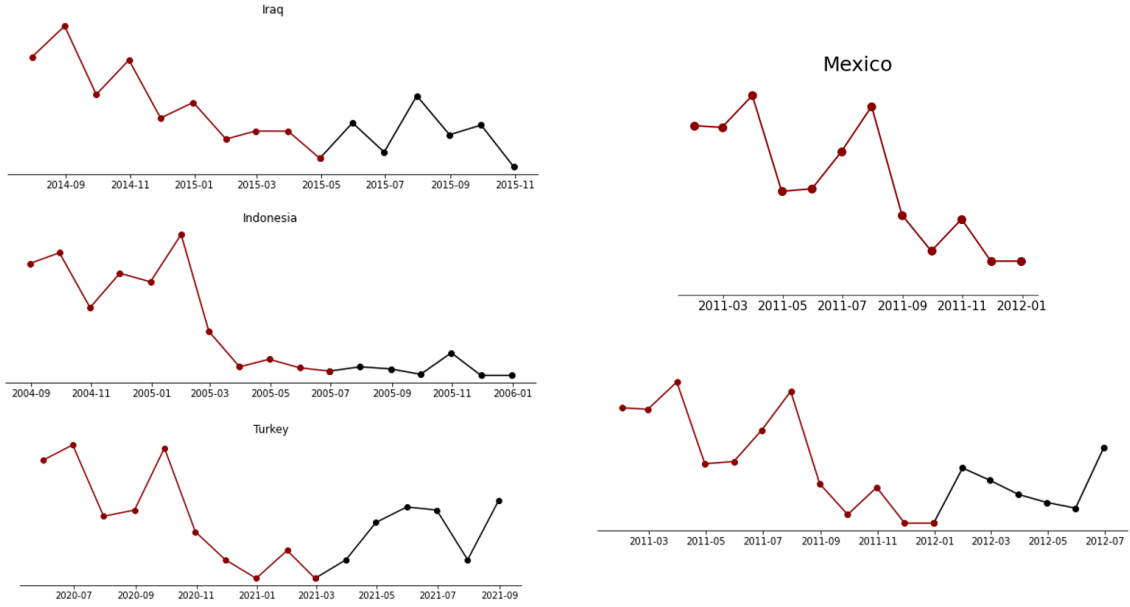 Iraq
2014-09 2014-11 2015-01 2015-03 2015-05 2015-07 2015-09 2015-11
Indonesia
2004-09 2004-11 2005-01 2005-03 2005-05 2005-07 2005-09 2005-11 2006-01
Turkey
2020-07 2020-09 2020-11 2021-01 2021-03 2021-05 2021-07 2021-09
Mexico
2011-03 2011-05 2011-07 2011-09 2011-11 2012-01
2011-03 2011-05 2011-07 2011-09 2011-11 2012-01 2012-03 2012-05 2012-07